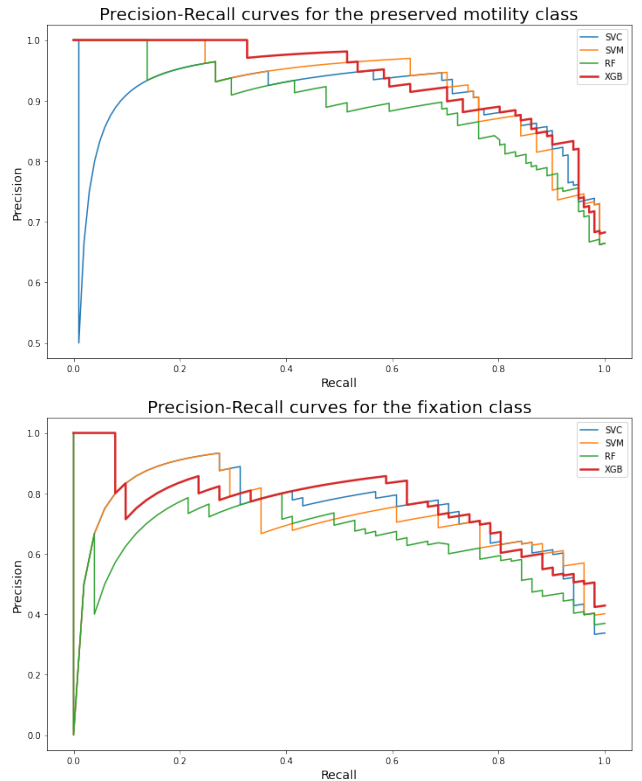 Precision-Recall curves for the preserved motility class
1.0
0.9
0.8
0.7
0.6
0.5
Precision
SVC
SVM
RF
XGB
0.0 0.2 0.4 0.6 0.8 1.0
Recall
Precision-Recall curves for the fixation class
1.0
0.8
0.6
0.4
0.2
0.0
Precision
SVC
SVM
RF
XGB
0.0 0.2 0.4 0.6 0.8 1.0
Recall